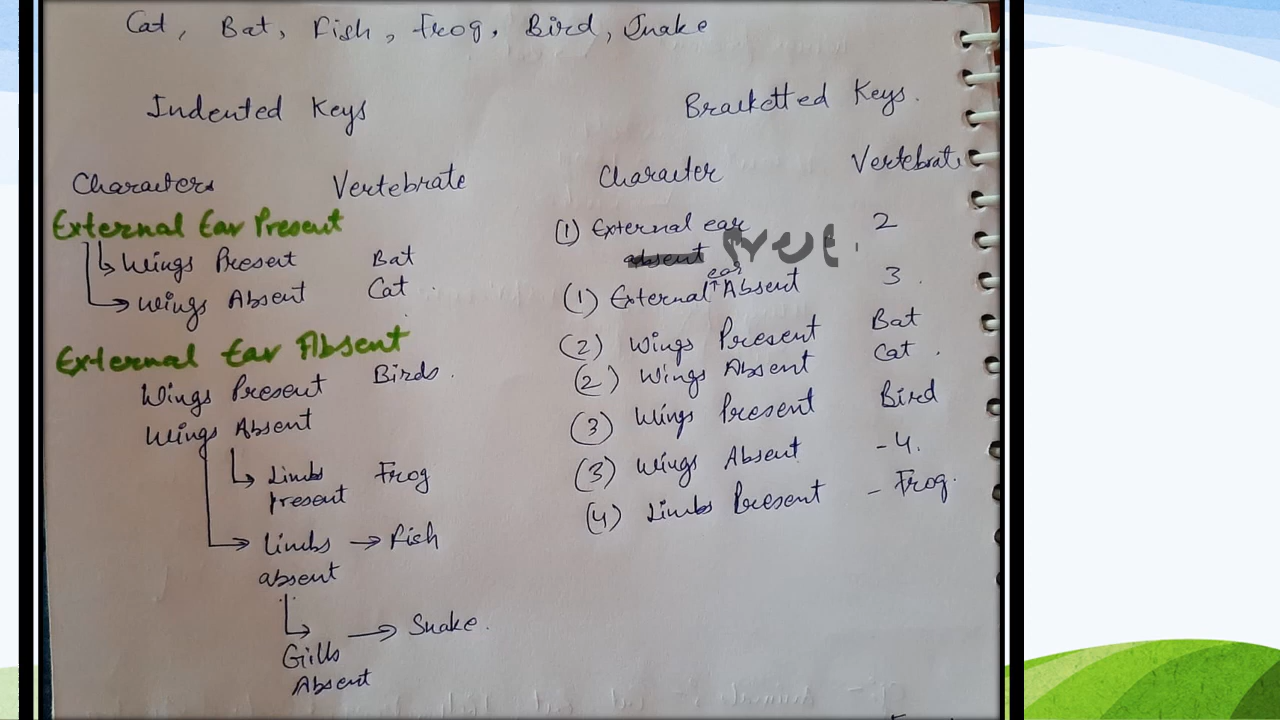 Cat, Bat, Fish, Frog, Bird, Snake
Indented Keys
Characters Vertebrate
External Ear Present
Wings Present Bat
Wings Absent Cat
External Ear Absent
Wings Present Birds.
Wings Absent
Limbs Frog
present
Limbs → Fish
absent
Gills → Snake.
Absent
Bracketted Keys.
Character Vertebrate
(1) External ear 2
absent
(1) External ear Absent 3.
(2) Wings Present Bat
(2) Wings Absent Cat.
(3) Wings Present Bird
(3) Wings Absent - 4.
(4) Limbs Present - Frog.